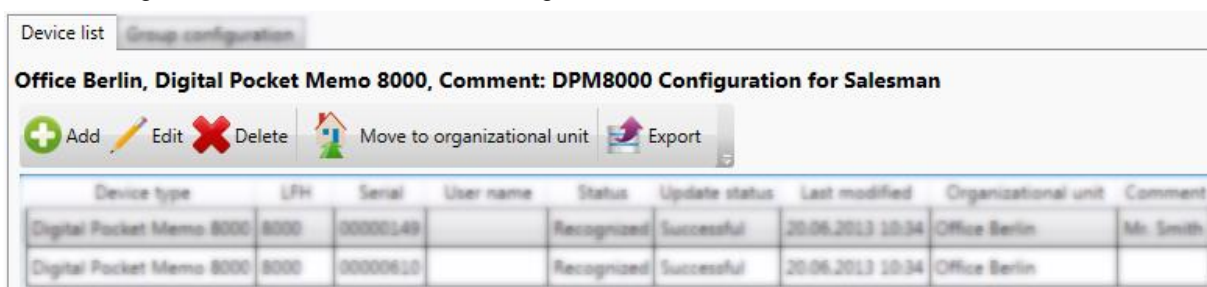 Device list Group configuration
Office Berlin, Digital Pocket Memo 8000, Comment: DPM8000 Configuration for Salesman
Add Edit Delete Move to organizational unit Export
Device type LFH Serial User name Status Update status Last modified Organizational unit Comment
Digital Pocket Memo 8000 8000 00000149 Recognized Successful 20.06.2013 10:34 Office Berlin Mr. Smith
Digital Pocket Memo 8000 8000 00000610 Recognized Successful 20.06.2013 10:34 Office Berlin